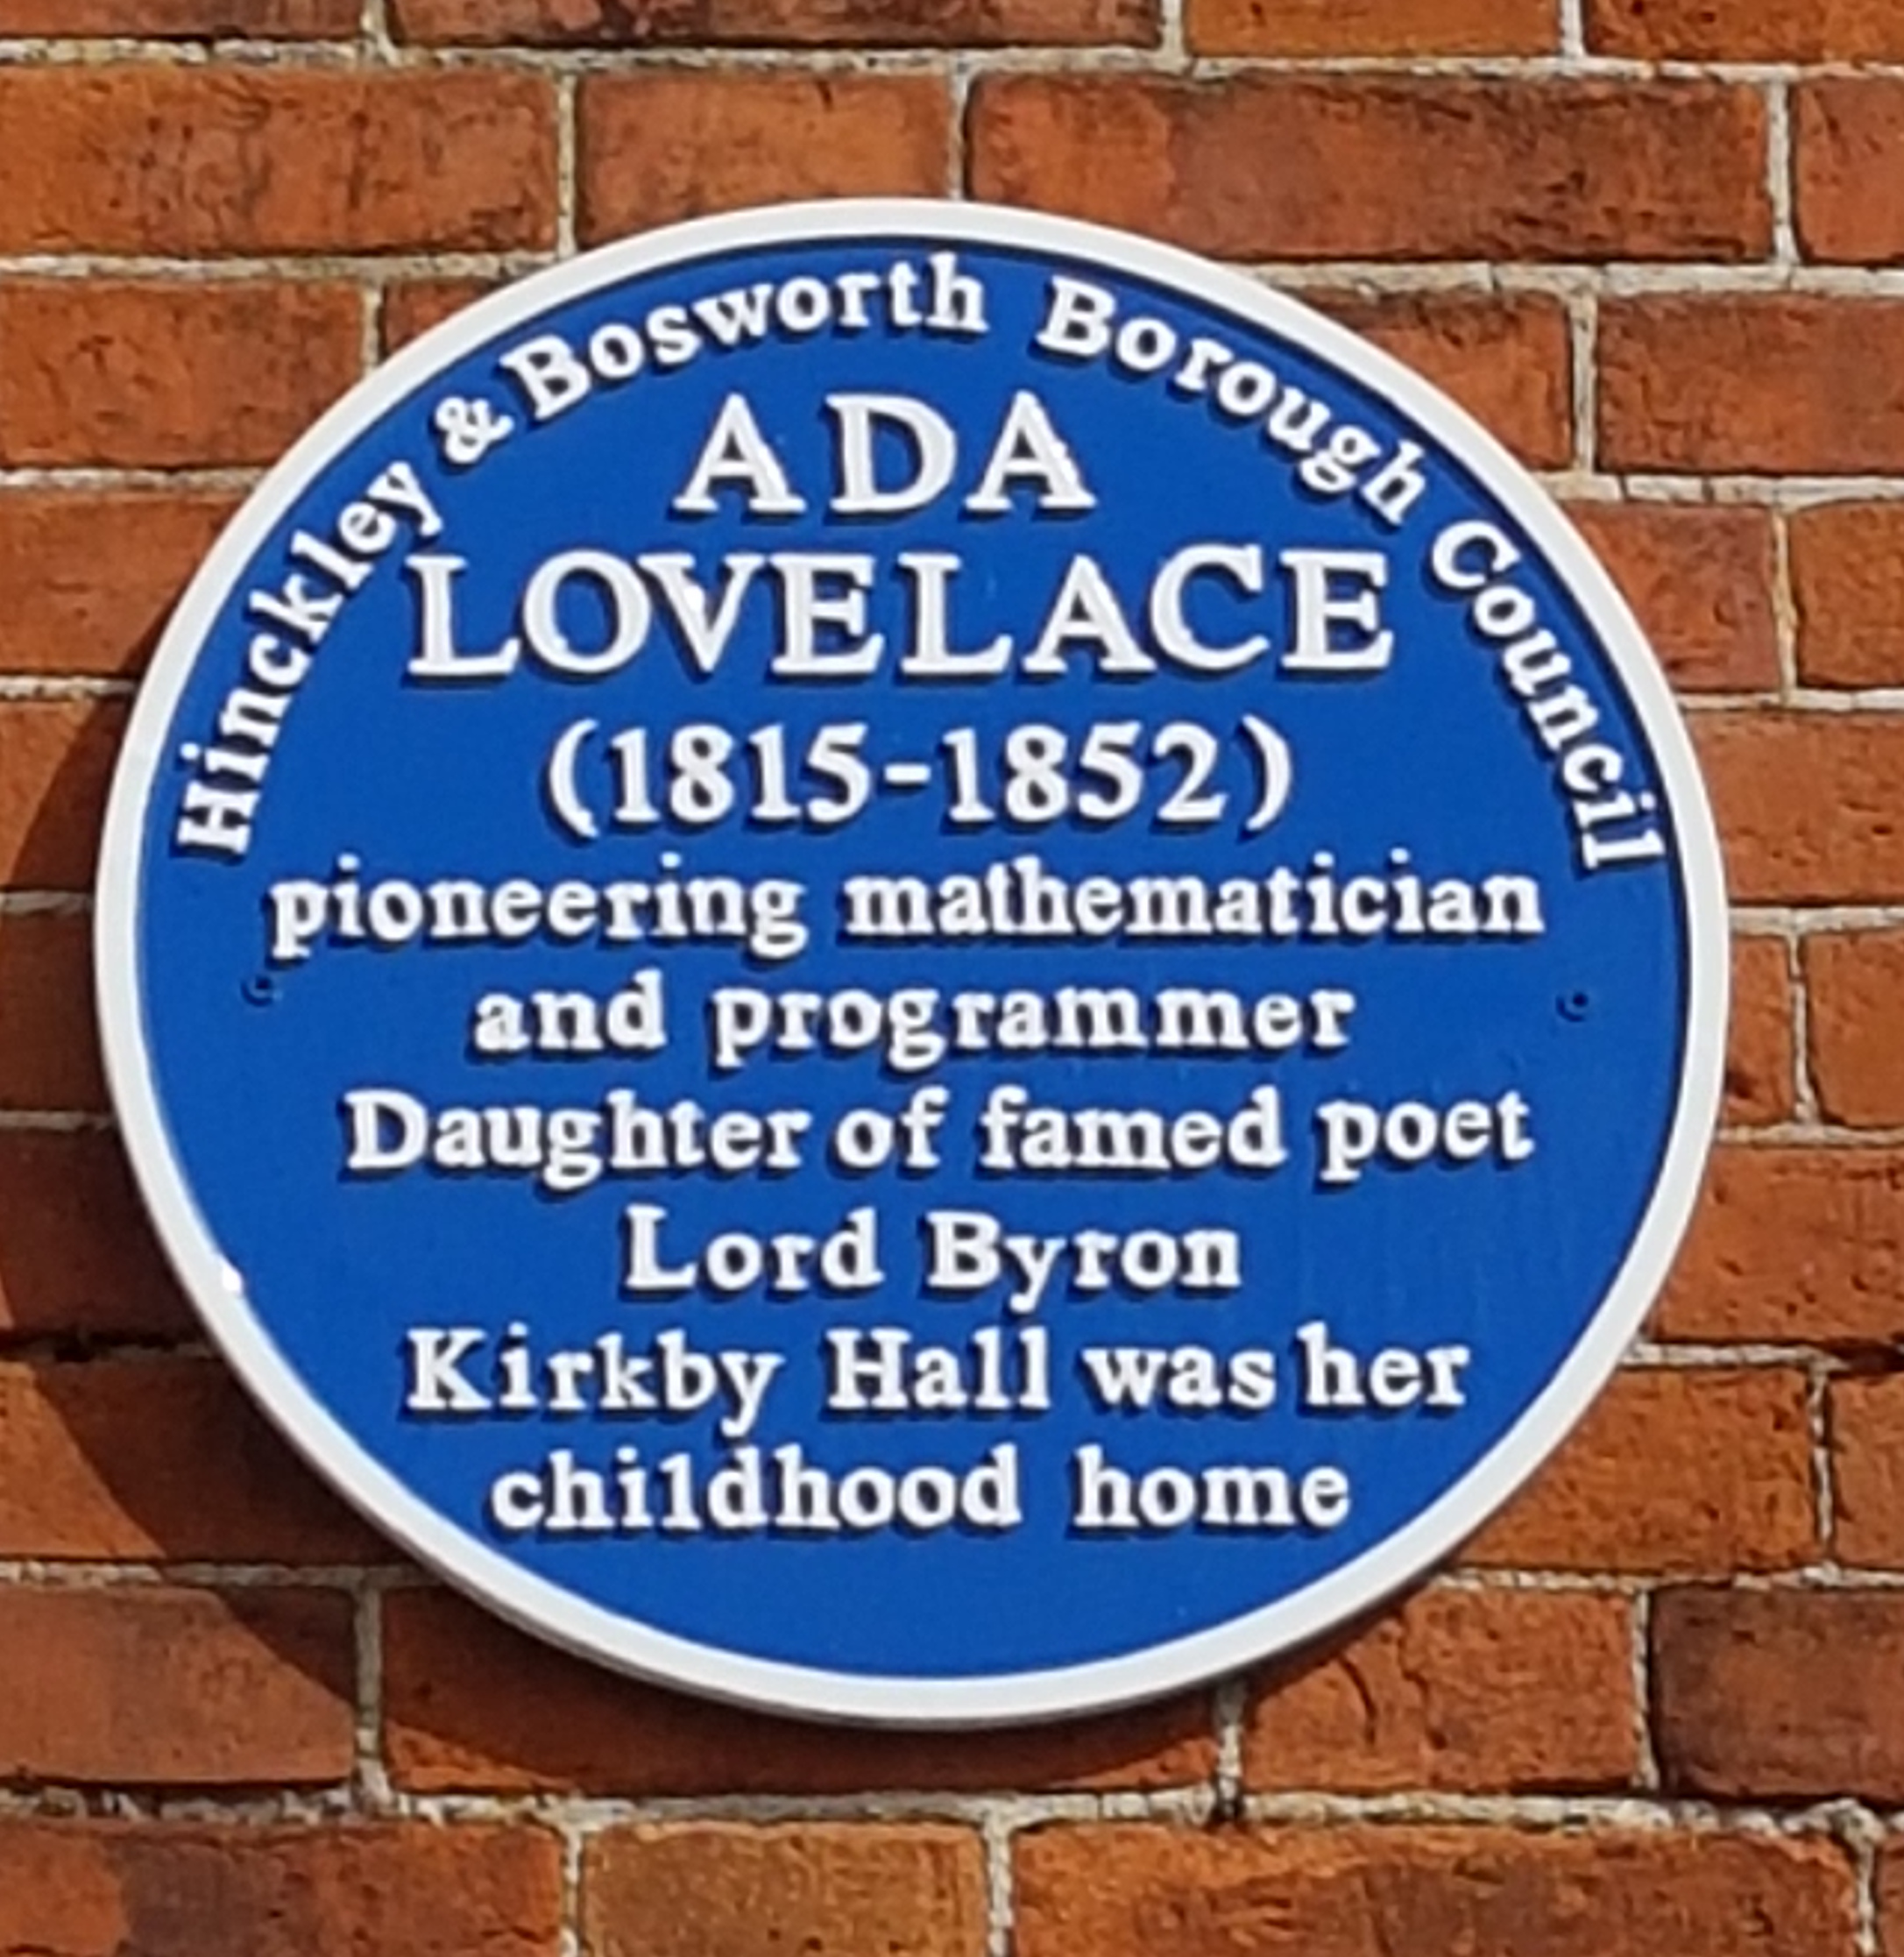 Hinckley & Bosworth Borough Council
ADA
LOVELACE
(1815-1852)
pioneering mathematician
and programmer
Daughter of famed poet
Lord Byron
Kirkby Hall was her
childhood home